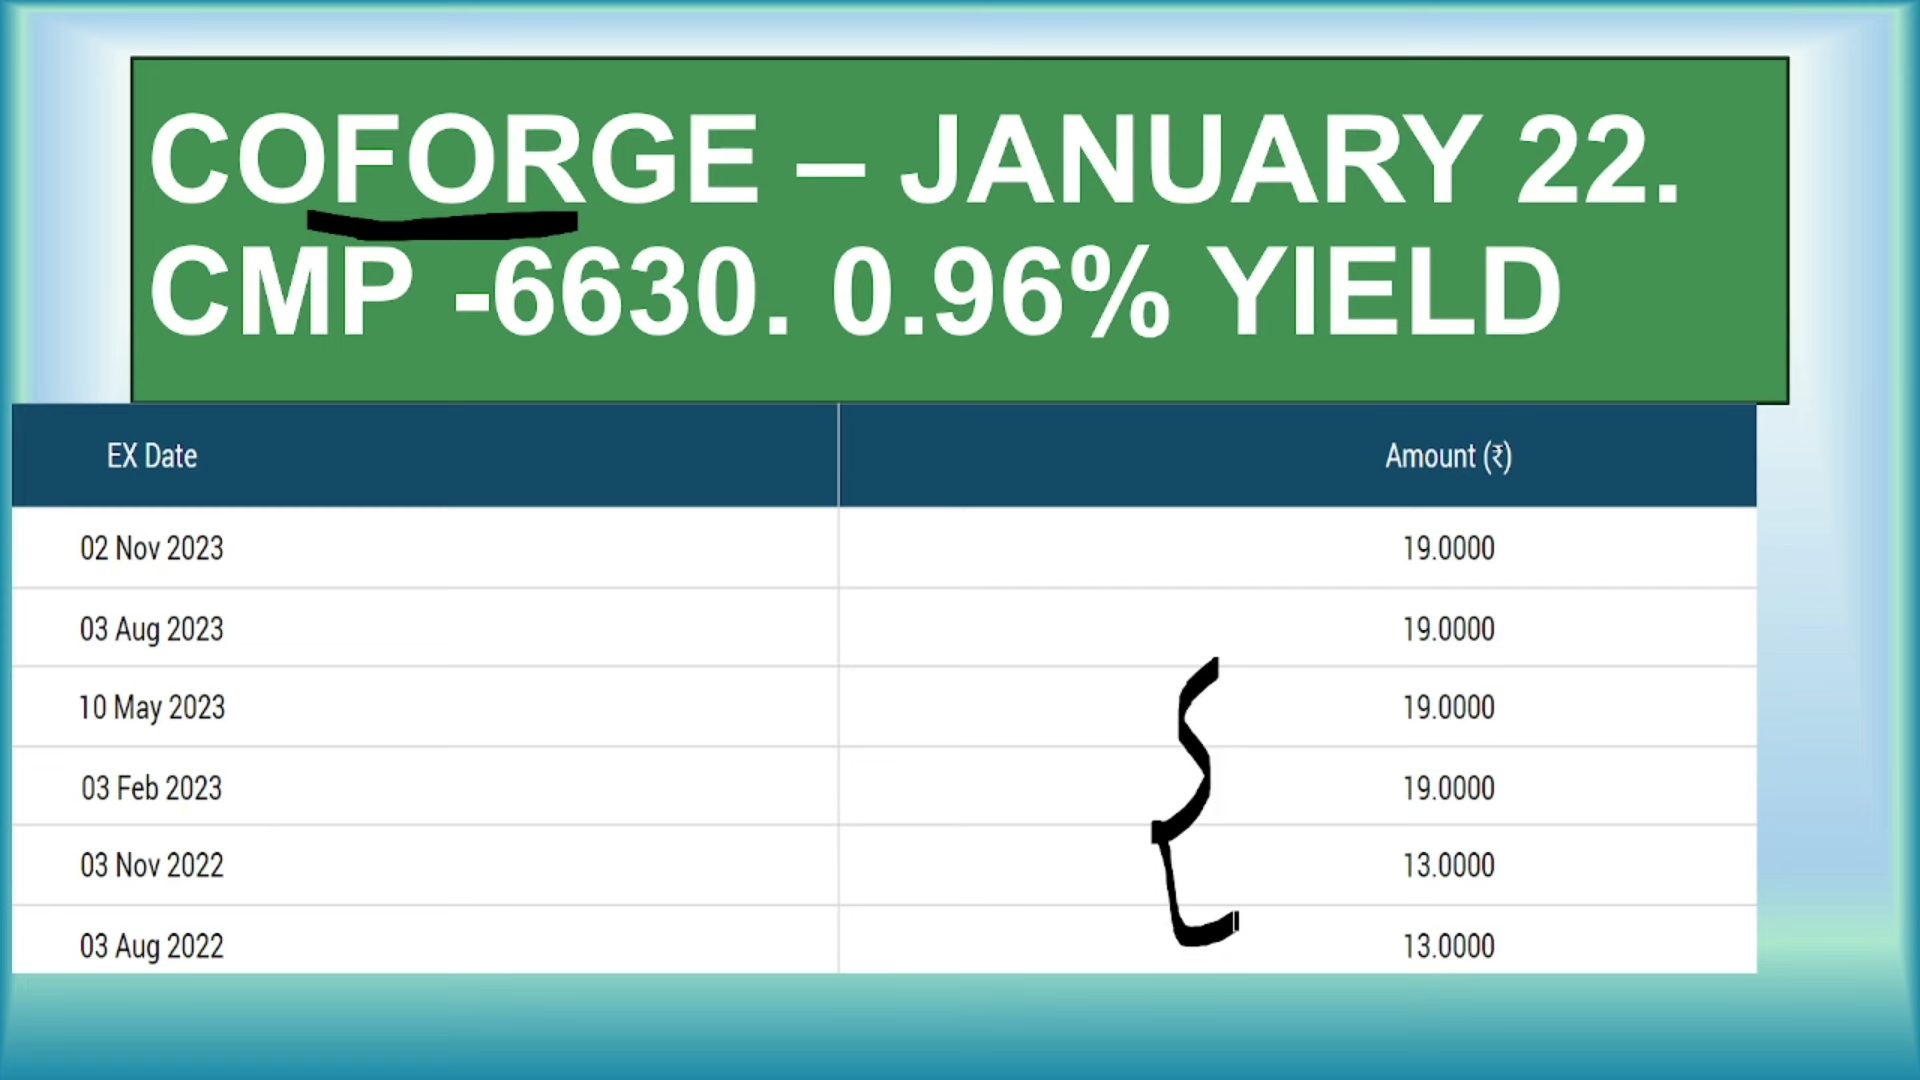 COFORGE – JANUARY 22.
CMP -6630. 0.96% YIELD
EX Date Amount (₹)
02 Nov 2023 19.0000
03 Aug 2023 19.0000
10 May 2023 19.0000
03 Feb 2023 19.0000
03 Nov 2022 13.0000
03 Aug 2022 13.0000